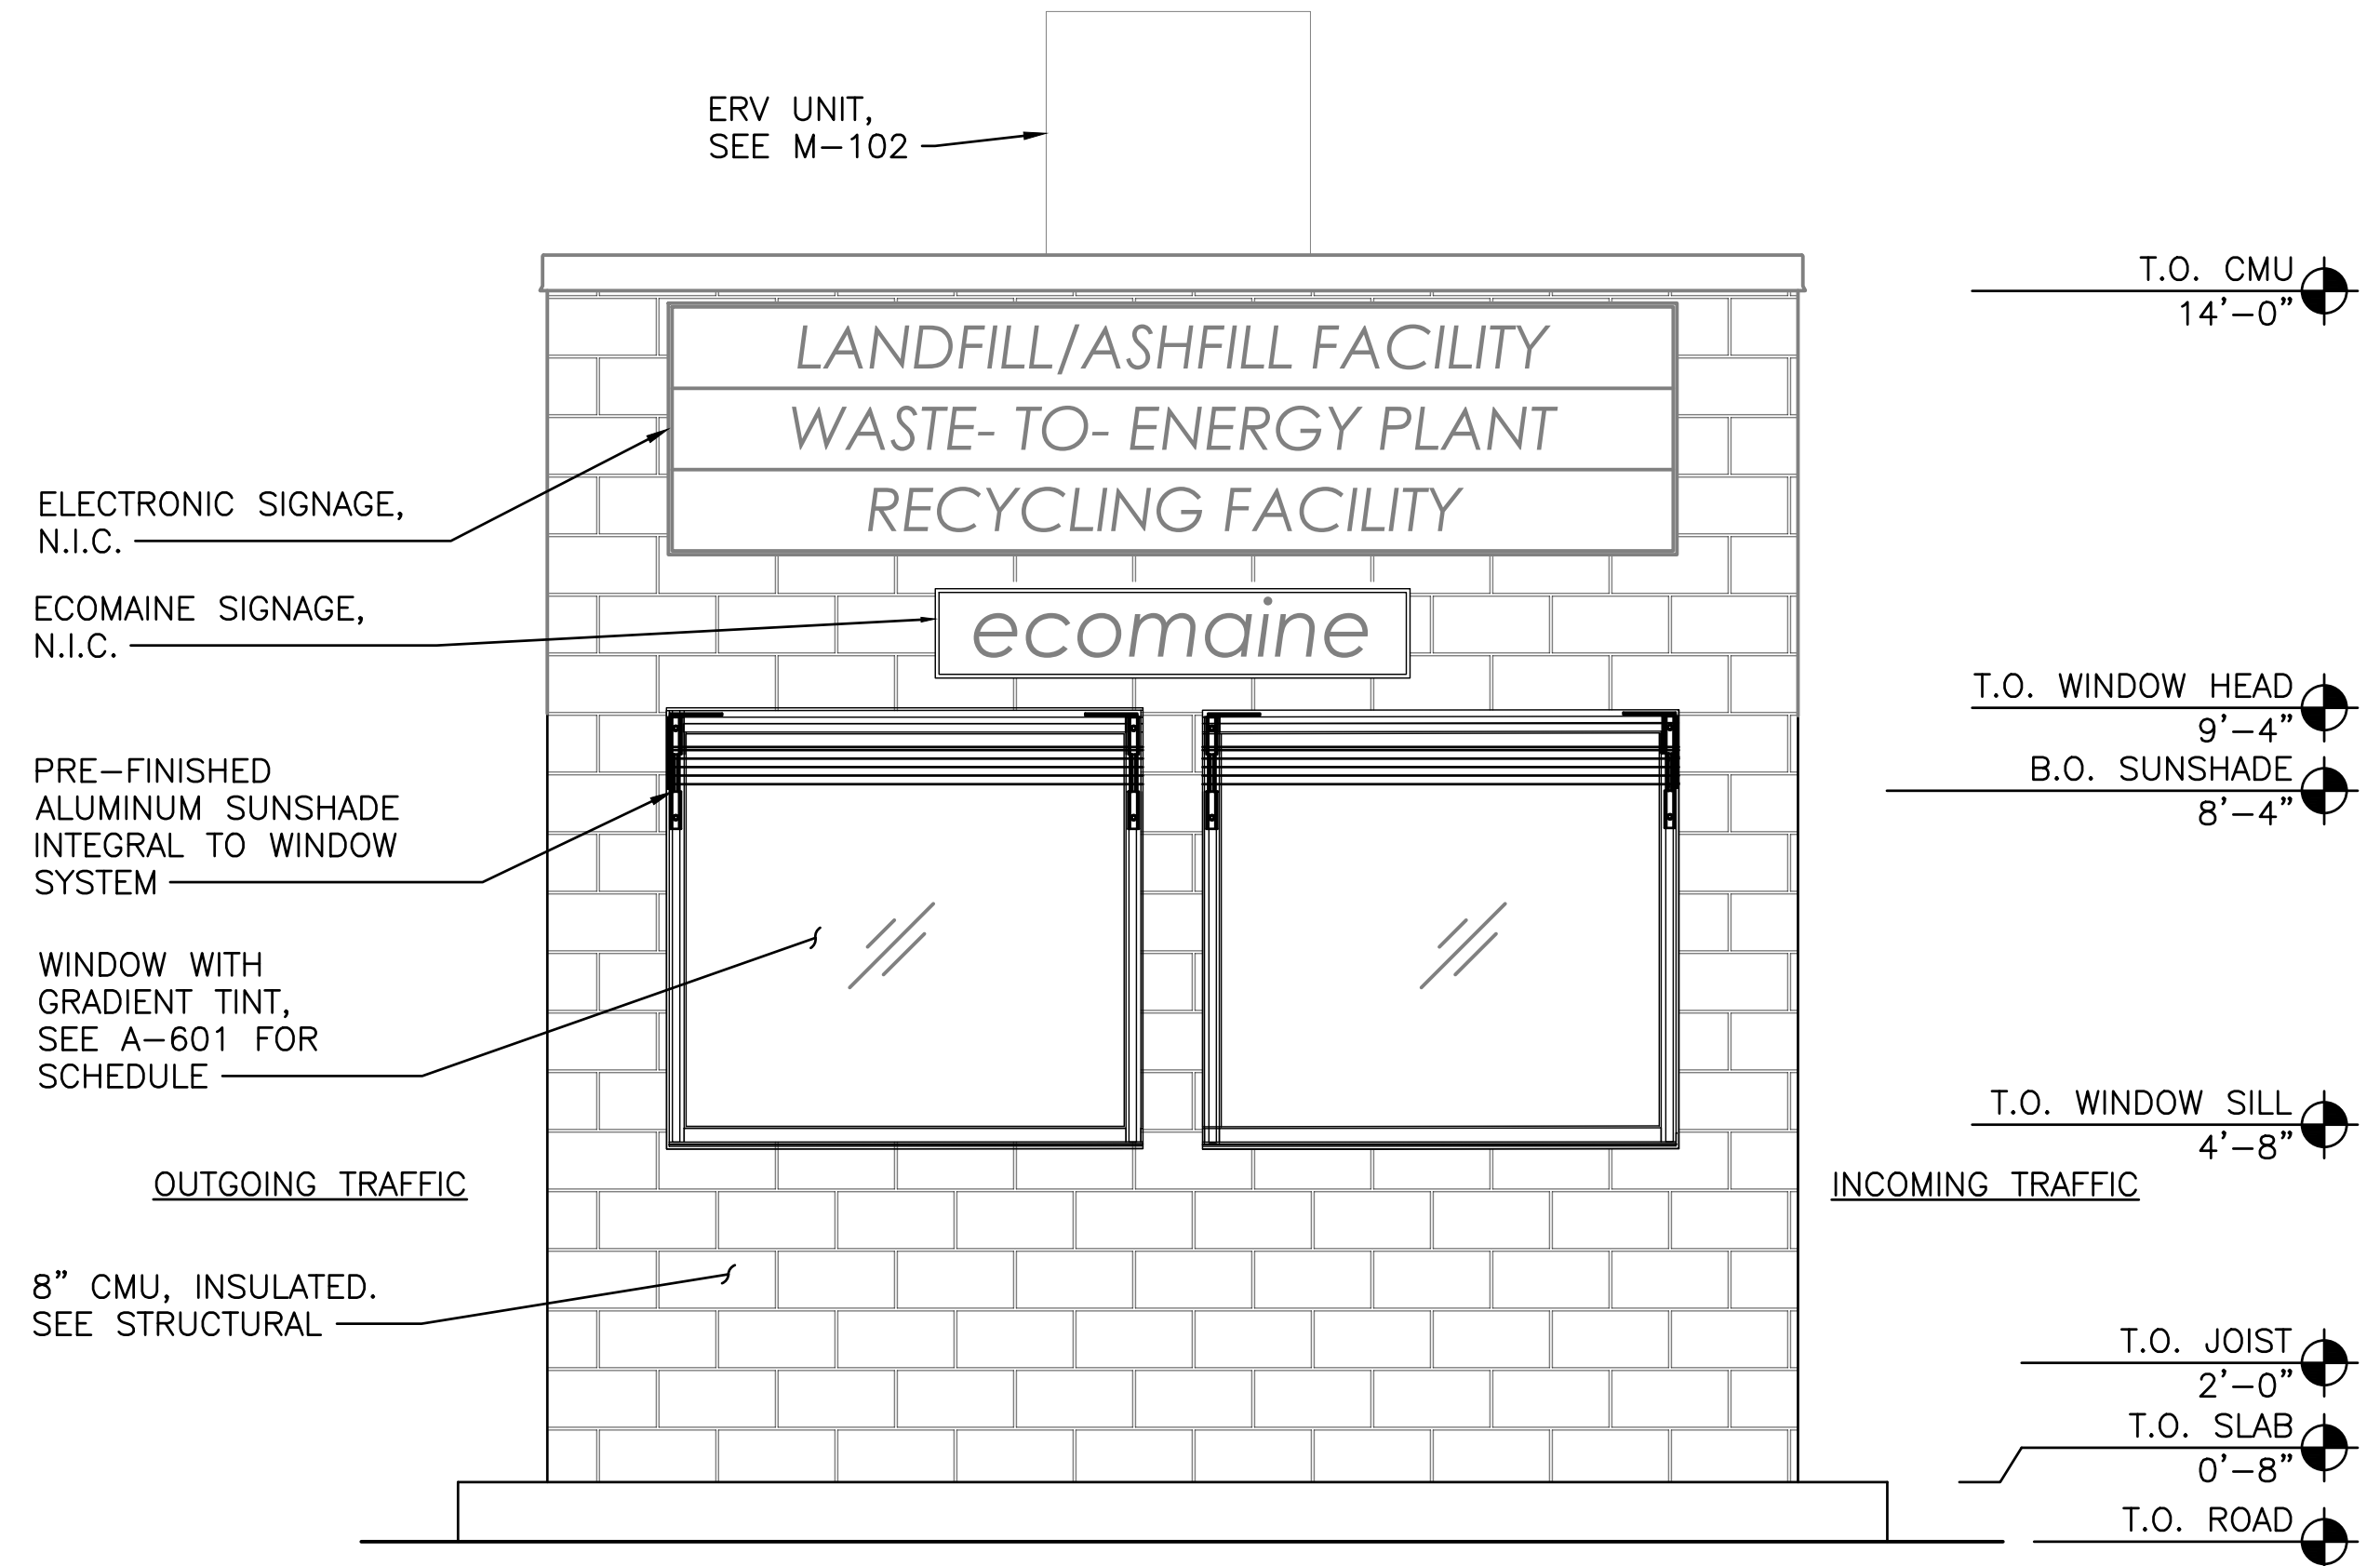 ERV UNIT,
SEE M-102
T.O. CMU
14'-0"
LANDFILL/ASHFILL FACILITY
WASTE- TO- ENERGY PLANT
RECYCLING FACILITY
ELECTRONIC SIGNAGE,
N.I.C.
ECOMAINE SIGNAGE,
N.I.C.
ecomaine
T.O. WINDOW HEAD
9'-4"
B.O. SUNSHADE
8'-4"
PRE-FINISHED
ALUMINUM SUNSHADE
INTEGRAL TO WINDOW
SYSTEM
WINDOW WITH
GRADIENT TINT,
SEE A-601 FOR
SCHEDULE
T.O. WINDOW SILL
4'-8"
OUTGOING TRAFFIC
INCOMING TRAFFIC
8" CMU, INSULATED.
SEE STRUCTURAL
T.O. JOIST
2'-0"
T.O. SLAB
0'-8"
T.O. ROAD